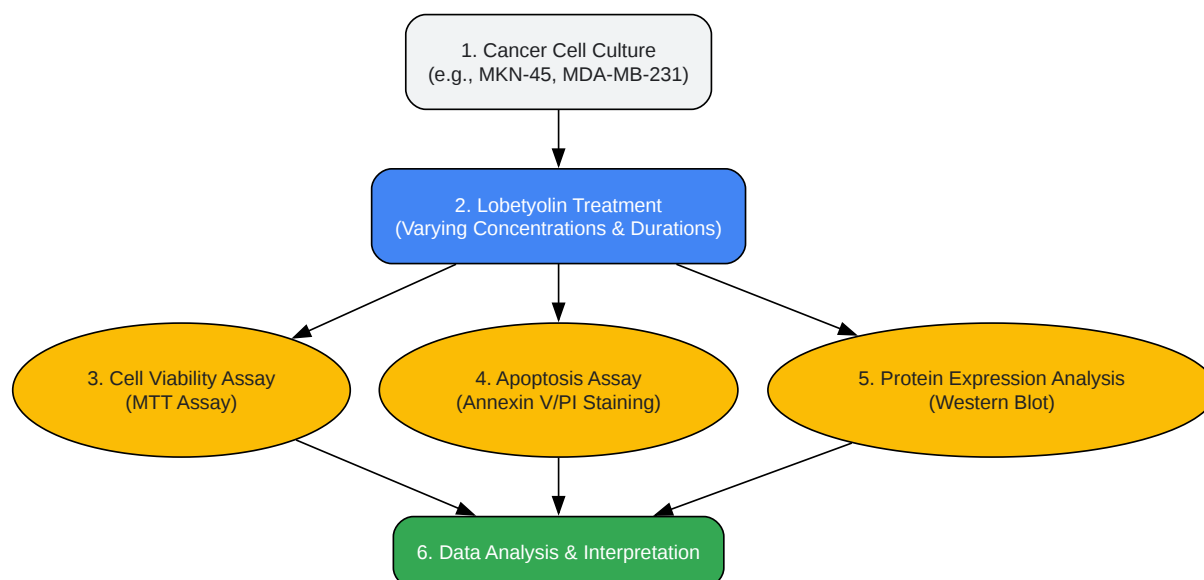 1. Cancer Cell Culture
(e.g., MKN-45, MDA-MB-231)
2. Lobetyolin Treatment
(Varying Concentrations & Durations)
3. Cell Viability Assay
(MTT Assay)
4. Apoptosis Assay
(Annexin V/PI Staining)
5. Protein Expression Analysis
(Western Blot)
6. Data Analysis & Interpretation